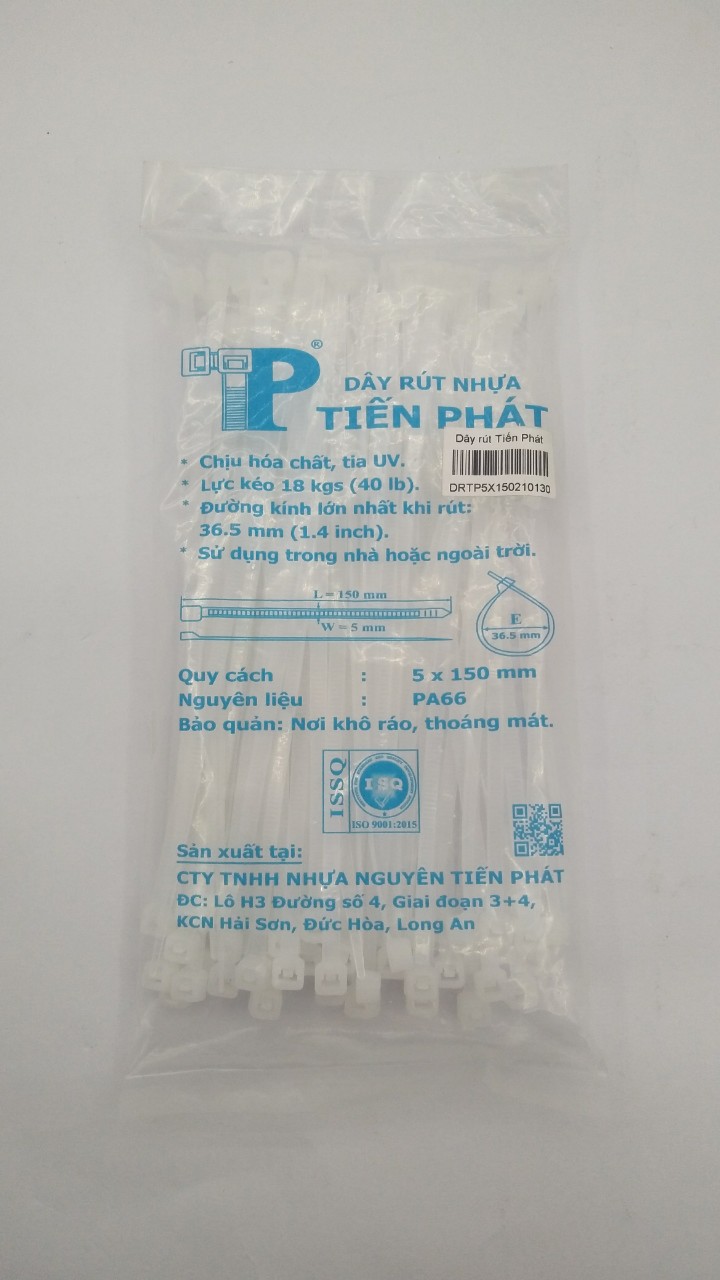 TP®
DÂY RÚT NHỰA
TIẾN PHÁT
Dây rút Tiến Phát
DRTP5X150210130
* Chịu hóa chất, tia UV.
* Lực kéo 18 kgs (40 lb).
* Đường kính lớn nhất khi rút:
36.5 mm (1.4 inch).
* Sử dụng trong nhà hoặc ngoài trời.
L = 150 mm
W = 5 mm
E
36.5 mm
Quy cách : 5 x 150 mm
Nguyên liệu : PA66
Bảo quản: Nơi khô ráo, thoáng mát.
ISSQ
ISSQ
ISO 9001:2015
Sản xuất tại:
CTY TNHH NHỰA NGUYÊN TIẾN PHÁT
ĐC: Lô H3 Đường số 4, Giai đoạn 3+4,
KCN Hải Sơn, Đức Hòa, Long An